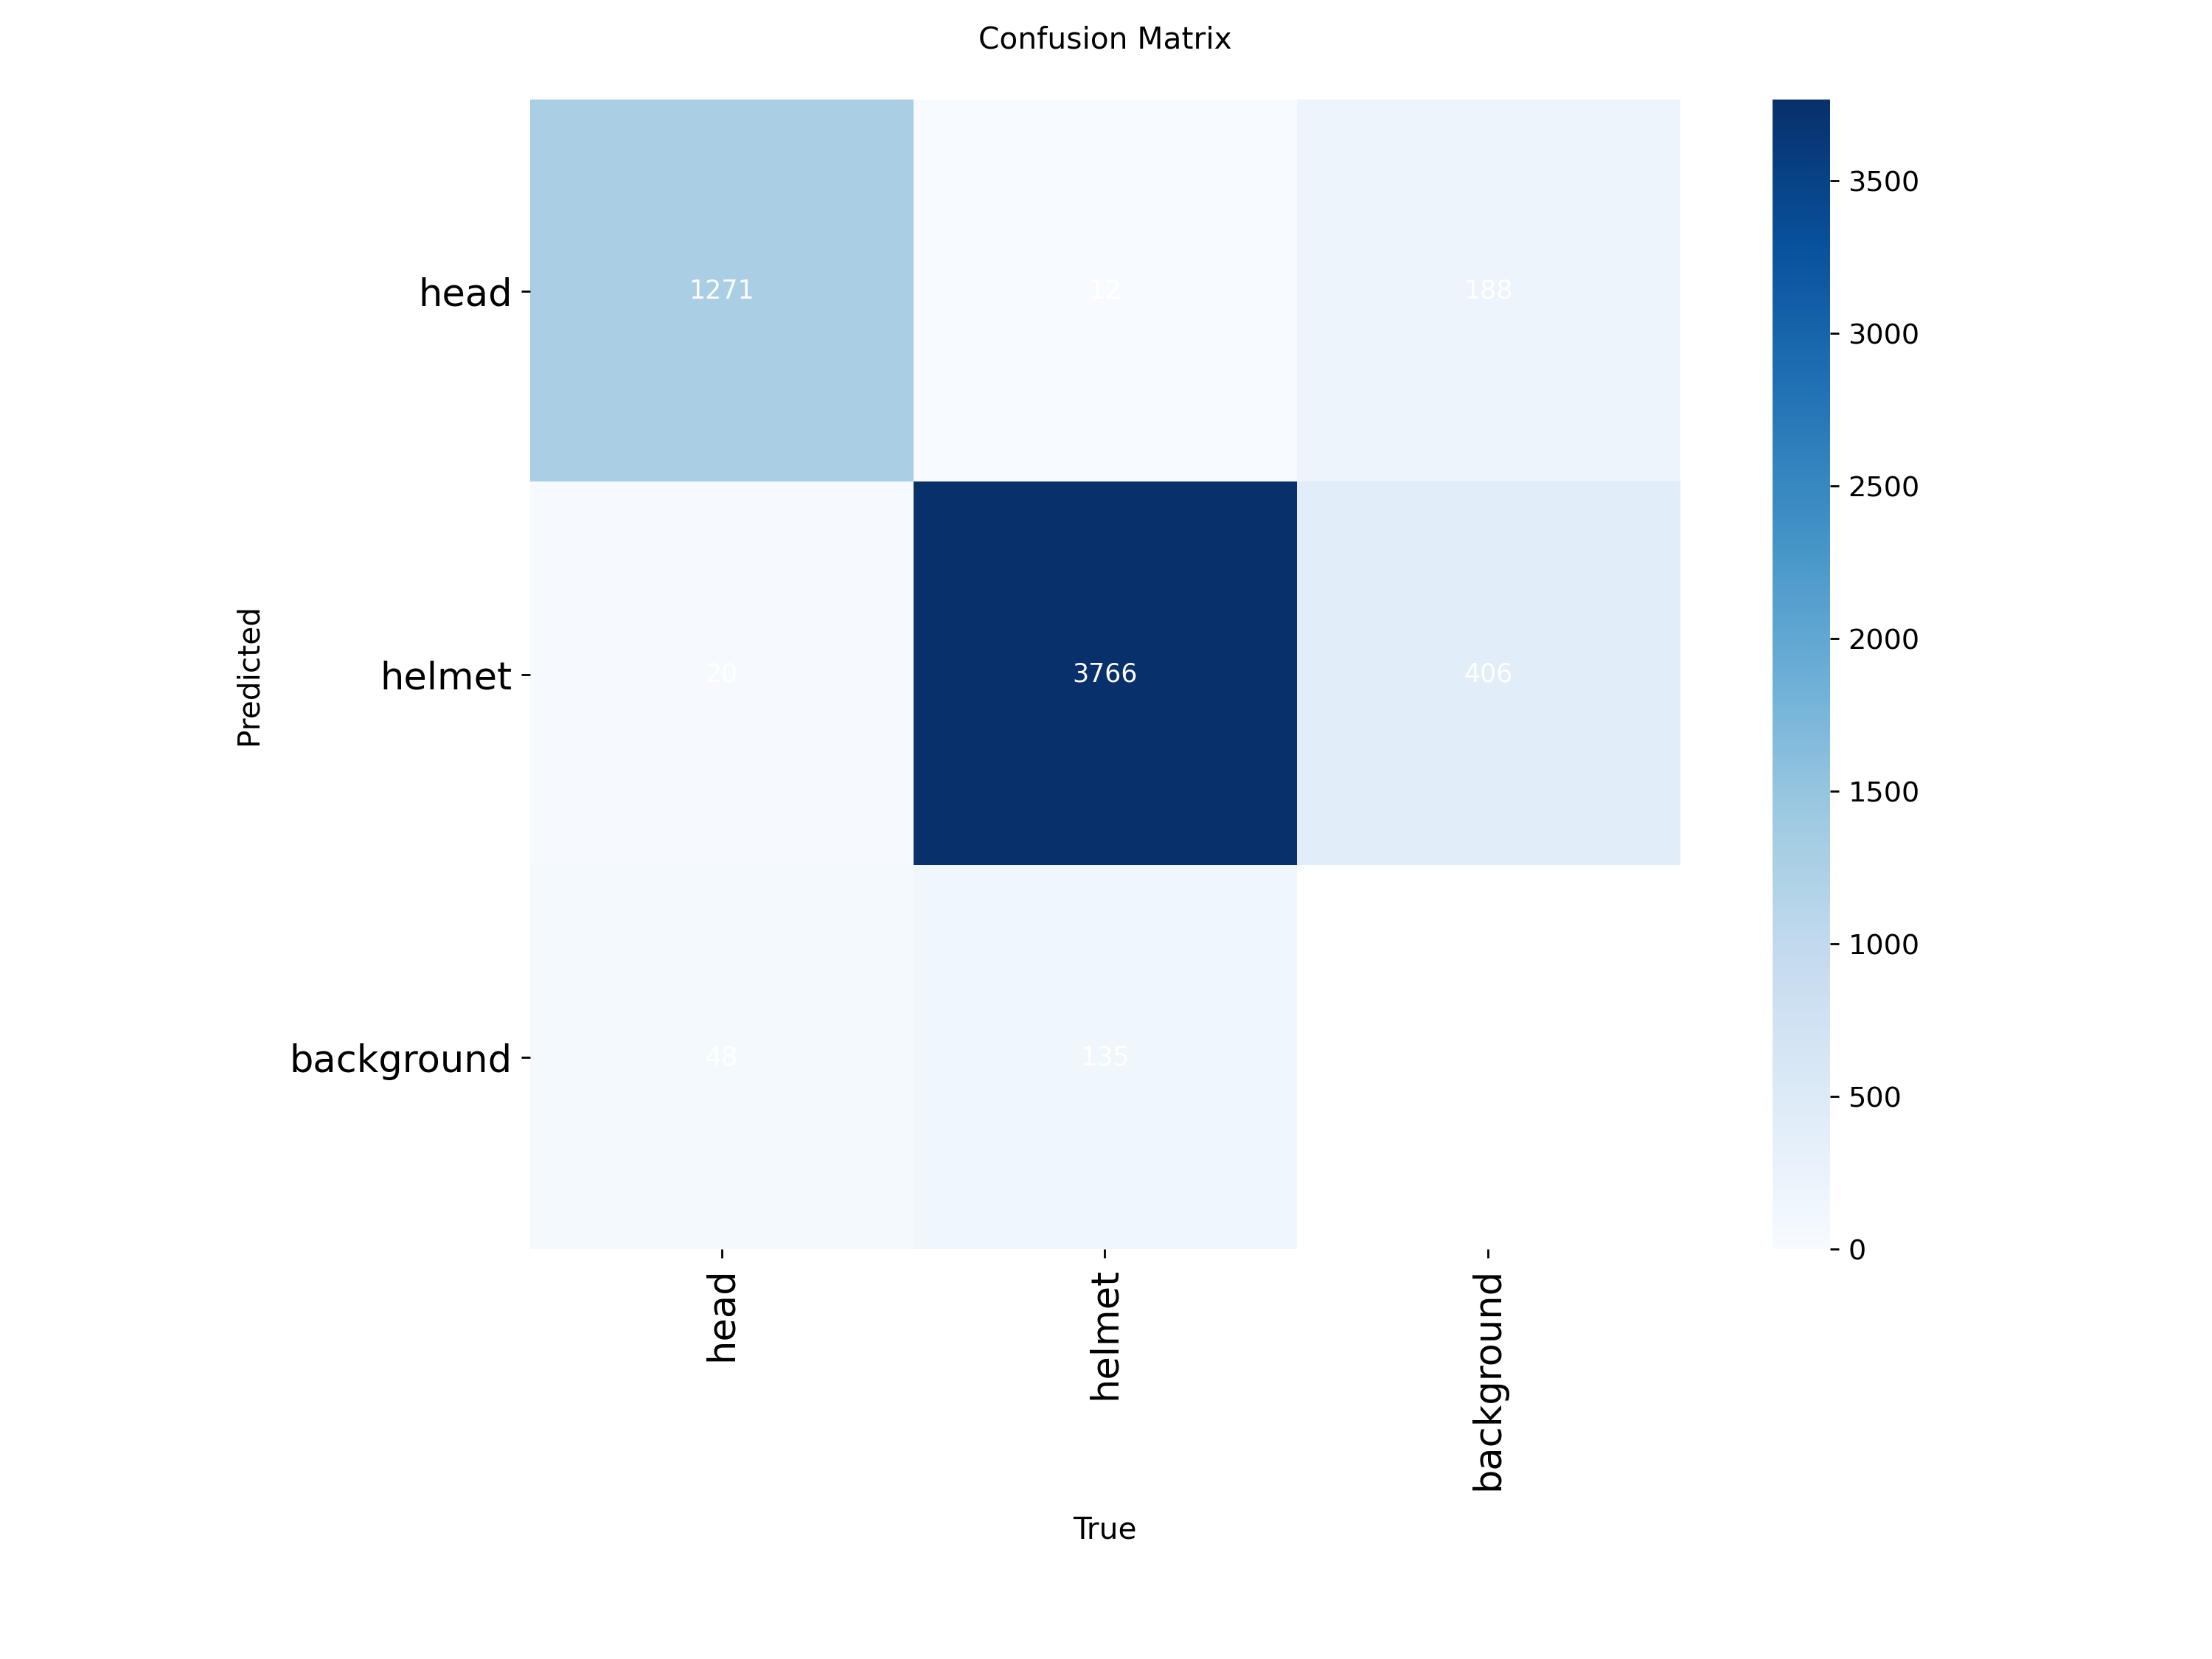 Confusion Matrix
head 1271 12 188
helmet 20 3766 406
background 48 135
head helmet background
Predicted
True
3500
3000
2500
2000
1500
1000
500
0